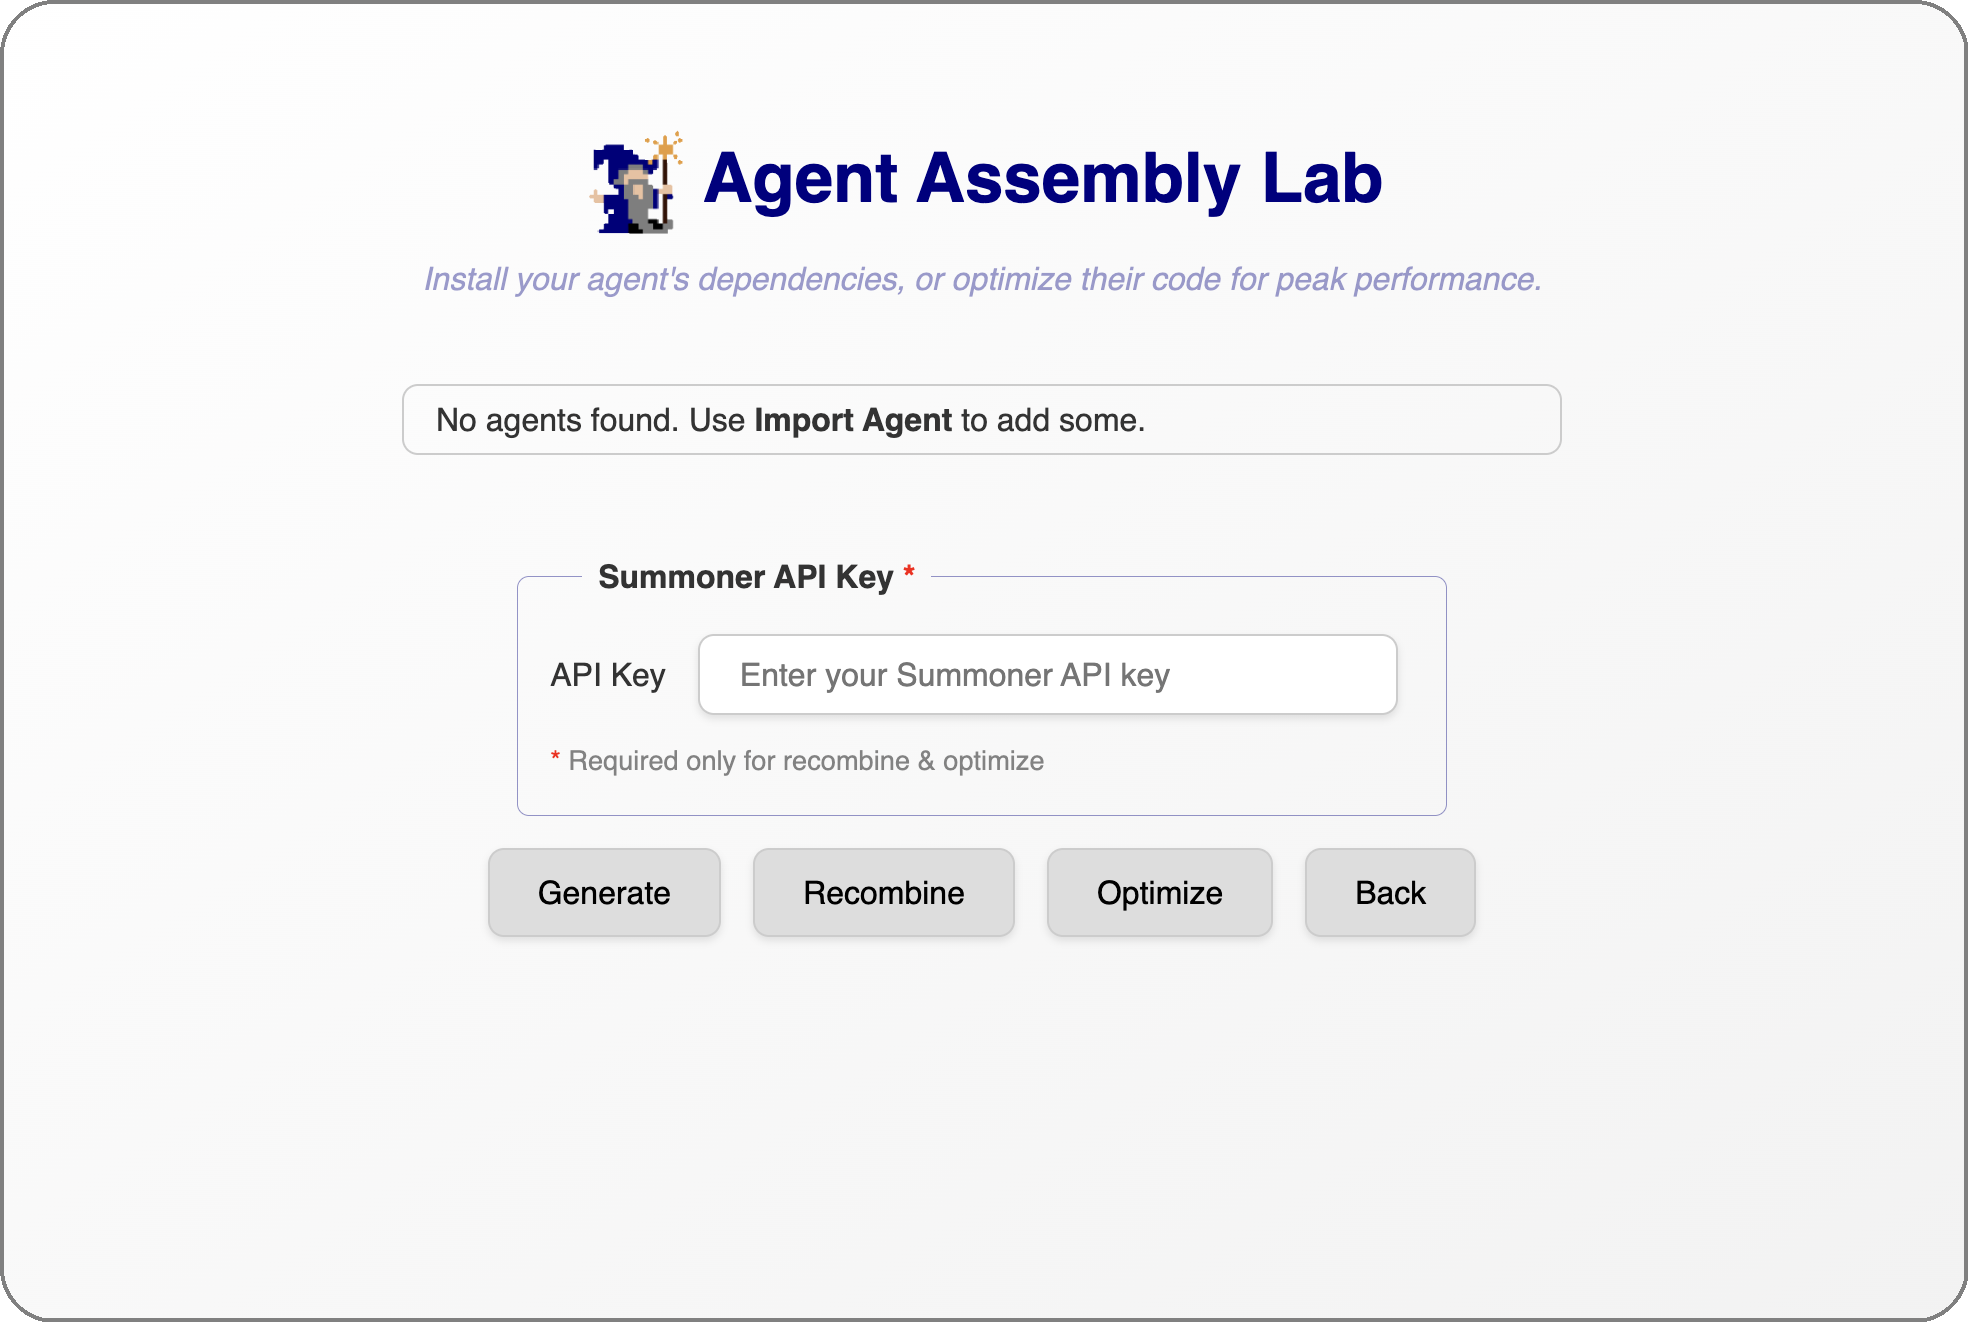 Agent Assembly Lab
Install your agent's dependencies, or optimize their code for peak performance.
No agents found. Use Import Agent to add some.
Summoner API Key *
API Key
Enter your Summoner API key
* Required only for recombine & optimize
Generate
Recombine
Optimize
Back